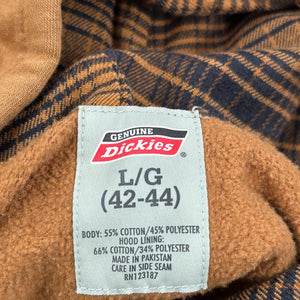 GENUINE
Dickies®
L/G
(42-44)
BODY: 55% COTTON/45% POLYESTER
HOOD LINING:
66% COTTON/34% POLYESTER
MADE IN PAKISTAN
CARE IN SIDE SEAM
RN123187